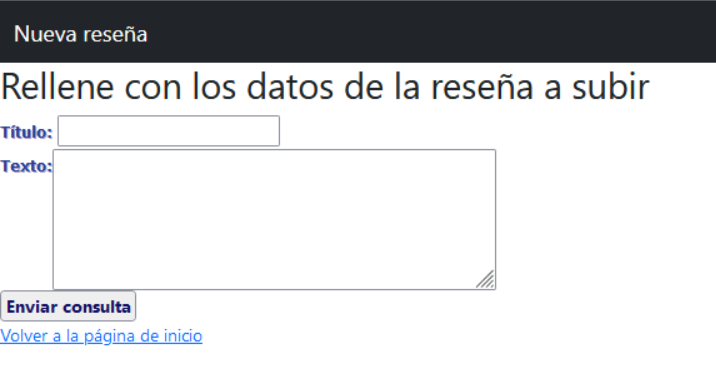 Nueva reseña
Rellene con los datos de la reseña a subir
Título:
Texto:
Enviar consulta
Volver a la página de inicio